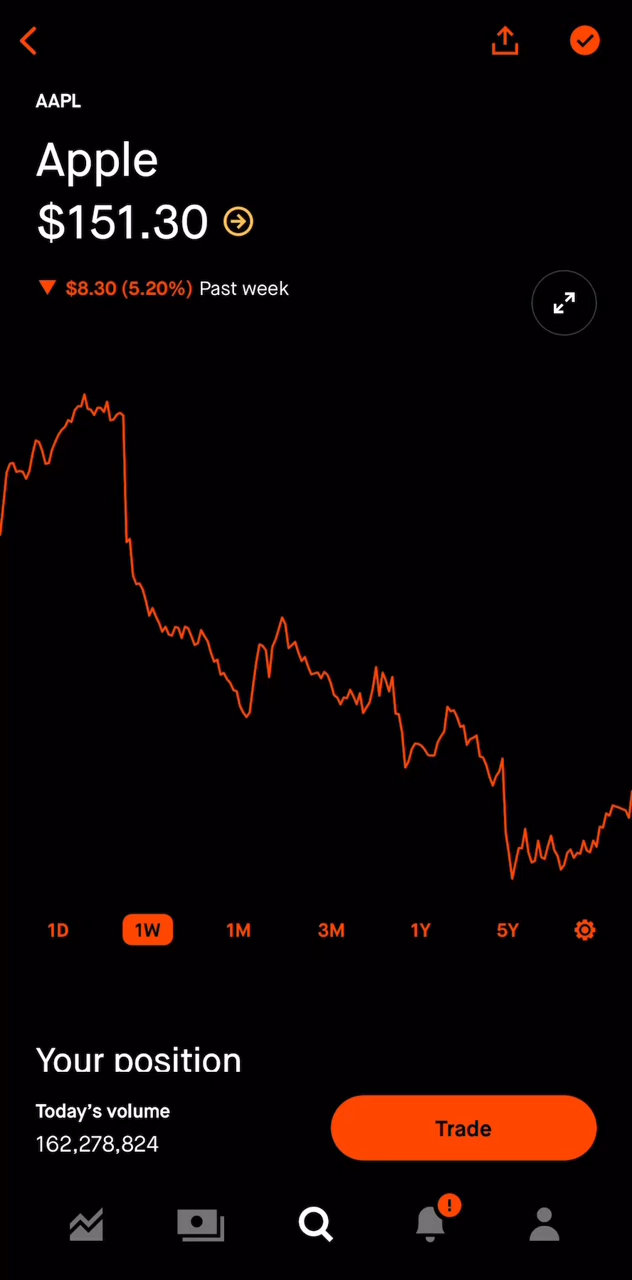 AAPL
Apple
$151.30
$8.30 (5.20%) Past week
1D 1W 1M 3M 1Y 5Y
Your position
Today's volume
162,278,824
Trade
!